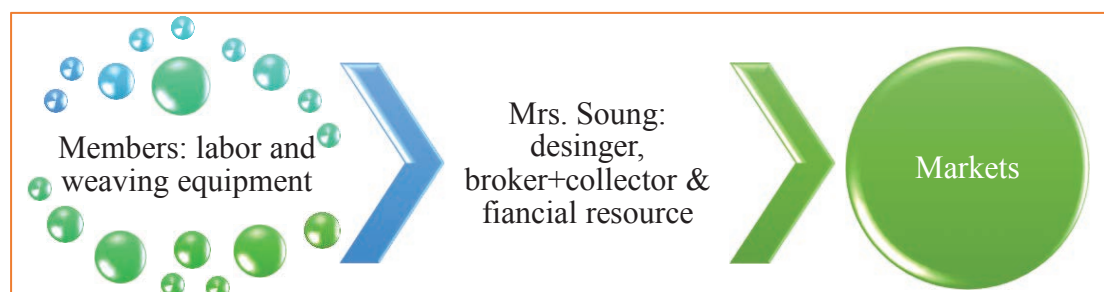 Members: labor and
weaving equipment
Mrs. Soung:
desinger,
broker+collector &
fiancial resource
Markets